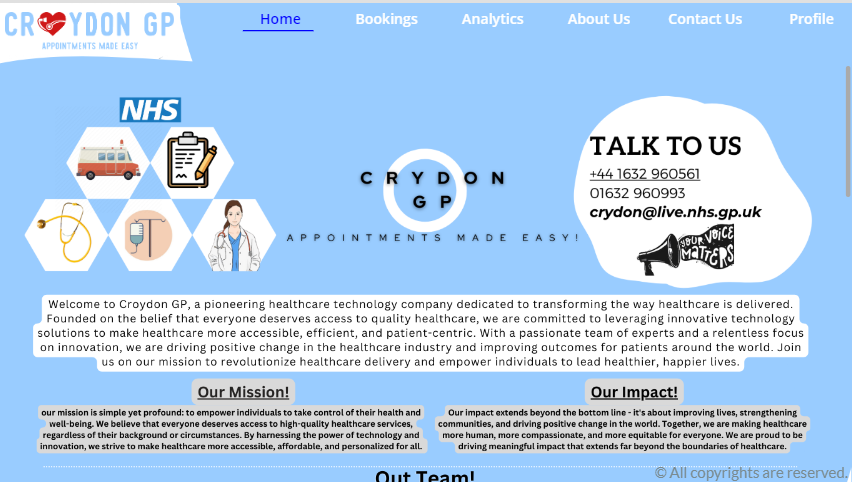 CROYDON GP
APPOINTMENTS MADE EASY
Home Bookings Analytics About Us Contact Us Profile
NHS
CRYDON
GP
APPOINTMENTS MADE EASY!
TALK TO US
+44 1632 960561
01632 960993
crydon@live.nhs.gp.uk
YOUR VOICE
MATTERS
Welcome to Croydon GP, a pioneering healthcare technology company dedicated to transforming the way healthcare is delivered.
Founded on the belief that everyone deserves access to quality healthcare, we are committed to leveraging innovative technology
solutions to make healthcare more accessible, efficient, and patient-centric. With a passionate team of experts and a relentless focus
on innovation, we are driving positive change in the healthcare industry and improving outcomes for patients around the world. Join
us on our mission to revolutionize healthcare delivery and empower individuals to lead healthier, happier lives.
Our Mission!
our mission is simple yet profound: to empower individuals to take control of their health and
well-being. We believe that everyone deserves access to high-quality healthcare services,
regardless of their background or circumstances. By harnessing the power of technology and
innovation, we strive to make healthcare more accessible, affordable, and personalized for all.
Our Impact!
Our impact extends beyond the bottom line - it's about improving lives, strengthening
communities, and driving positive change in the world. Together, we are making healthcare
more human, more compassionate, and more equitable for everyone. We are proud to be
driving meaningful impact that extends far beyond the boundaries of healthcare.
Out Team!
© All copyrights are reserved.